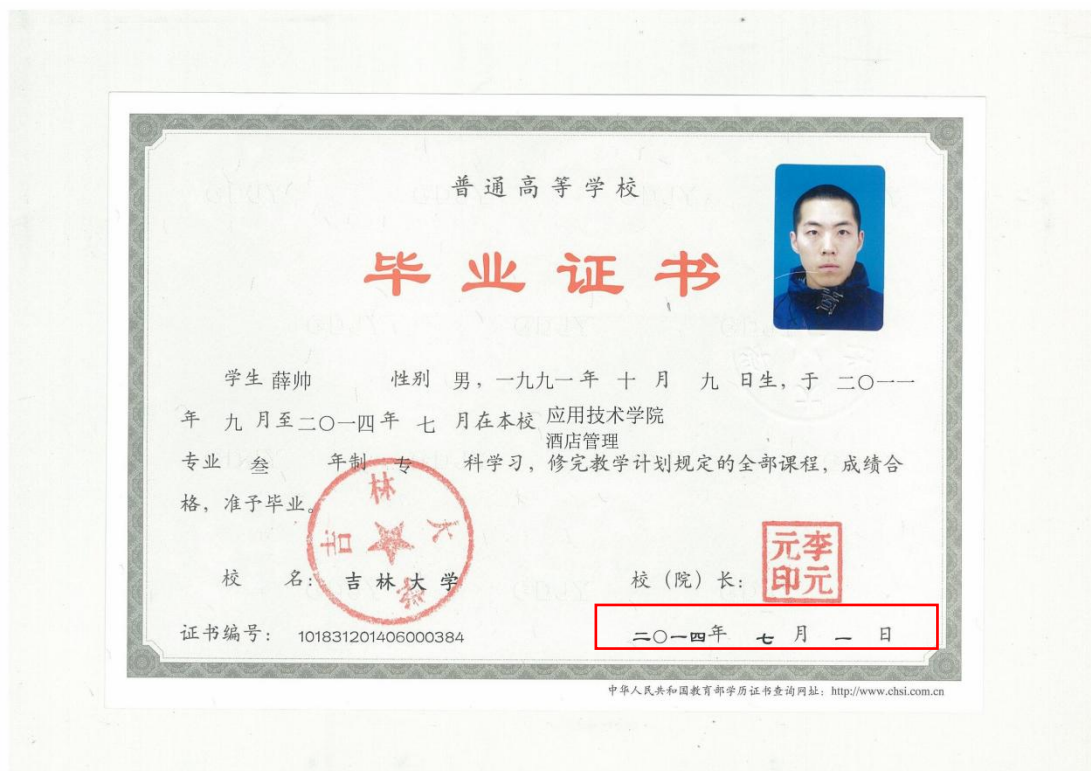 普通高等学校
毕业证书
学生 薛帅 性别 男，一九九一年 十 月 九 日生，于 二〇一一
年 九 月至二〇一四年 七 月在本校 应用技术学院
酒店管理
专业 叁 年制 专 科学习，修完教学计划规定的全部课程，成绩合
格，准予毕业。
吉林大学
校 名：吉林大学 校（院）长：
李元元印
证书编号：101831201406000384 二〇一四年 七 月 一 日
中华人民共和国教育部学历证书查询网址：http://www.chsi.com.cn